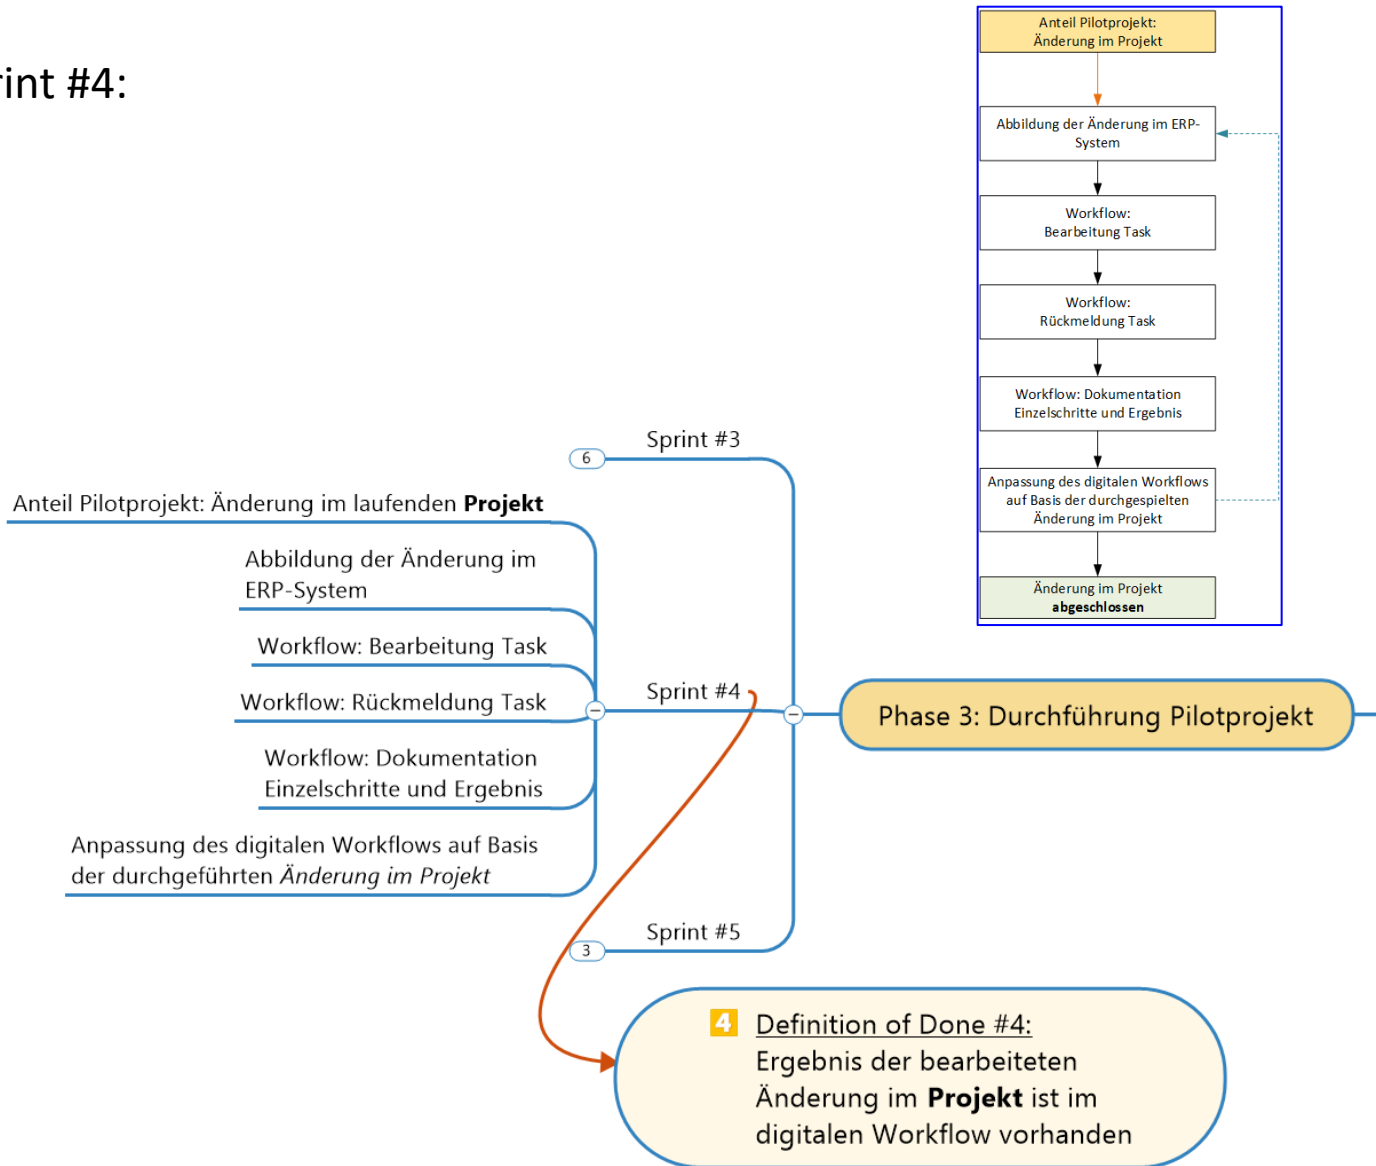 rint #4:
Anteil Pilotprojekt:
Änderung im Projekt
Abbildung der Änderung im ERP-
System
Workflow:
Bearbeitung Task
Workflow:
Rückmeldung Task
Workflow: Dokumentation
Einzelschritte und Ergebnis
Anpassung des digitalen Workflows
auf Basis der durchgespielten
Änderung im Projekt
Änderung im Projekt
abgeschlossen
Sprint #3
6
Anteil Pilotprojekt: Änderung im laufenden Projekt
Abbildung der Änderung im
ERP-System
Workflow: Bearbeitung Task
Workflow: Rückmeldung Task
Workflow: Dokumentation
Einzelschritte und Ergebnis
Anpassung des digitalen Workflows auf Basis
der durchgeführten Änderung im Projekt
Sprint #4
Phase 3: Durchführung Pilotprojekt
Sprint #5
3
4 Definition of Done #4:
Ergebnis der bearbeiteten
Änderung im Projekt ist im
digitalen Workflow vorhanden